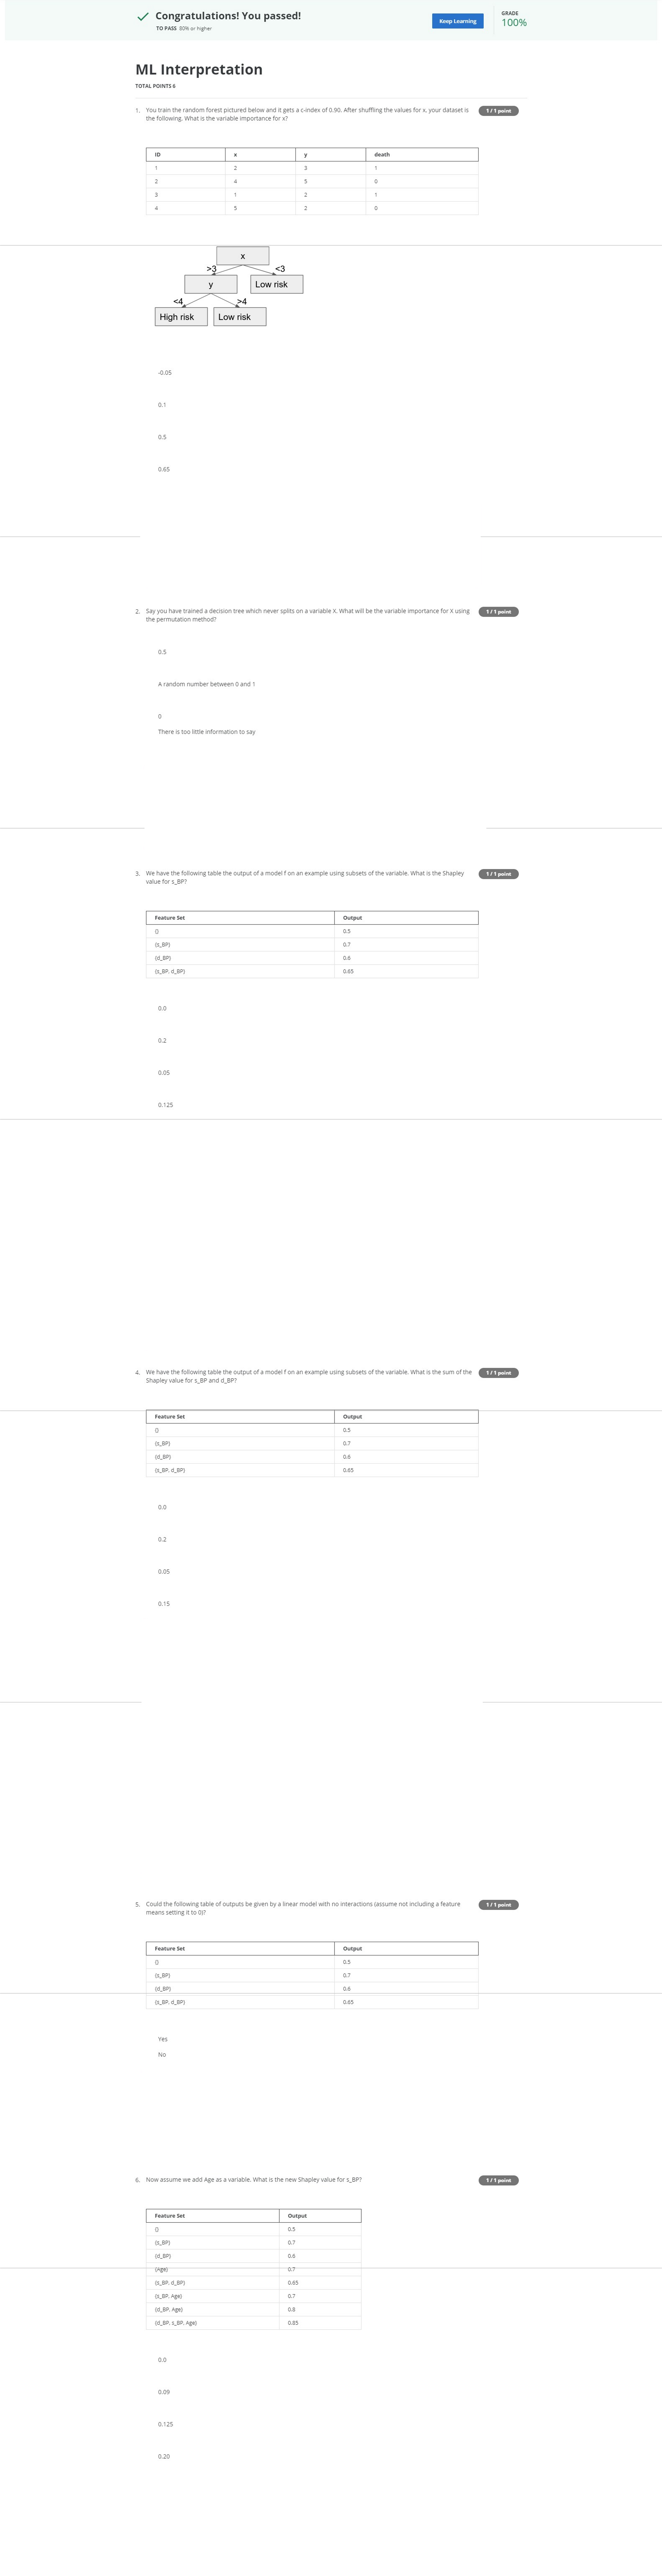 Congratulations! You passed!
TO PASS 80% or higher
Keep Learning
GRADE
100%
ML Interpretation
TOTAL POINTS 6
1. You train the random forest pictured below and it gets a c-index of 0.90. After shuffling the values for x, your dataset is
the following. What is the variable importance for x?
1 / 1 point
ID x y death
1 2 3 1
2 4 5 0
3 1 2 1
4 5 2 0
x
>3 <3
y Low risk
<4 >4
High risk Low risk
-0.05
0.1
0.5
0.65
2. Say you have trained a decision tree which never splits on a variable X. What will be the variable importance for X using
the permutation method?
1 / 1 point
0.5
A random number between 0 and 1
0
There is too little information to say
3. We have the following table the output of a model f on an example using subsets of the variable. What is the Shapley
value for s_BP?
1 / 1 point
Feature Set Output
{} 0.5
{s_BP} 0.7
{d_BP} 0.6
{s_BP, d_BP} 0.65
0.0
0.2
0.05
0.125
4. We have the following table the output of a model f on an example using subsets of the variable. What is the sum of the
Shapley value for s_BP and d_BP?
1 / 1 point
Feature Set Output
{} 0.5
{s_BP} 0.7
{d_BP} 0.6
{s_BP, d_BP} 0.65
0.0
0.2
0.05
0.15
5. Could the following table of outputs be given by a linear model with no interactions (assume not including a feature
means setting it to 0)?
1 / 1 point
Feature Set Output
{} 0.5
{s_BP} 0.7
{d_BP} 0.6
{s_BP, d_BP} 0.65
Yes
No
6. Now assume we add Age as a variable. What is the new Shapley value for s_BP?
1 / 1 point
Feature Set Output
{} 0.5
{s_BP} 0.7
{d_BP} 0.6
{Age} 0.7
{s_BP, d_BP} 0.65
{s_BP, Age} 0.7
{d_BP, Age} 0.8
{d_BP, s_BP, Age} 0.85
0.0
0.09
0.125
0.20